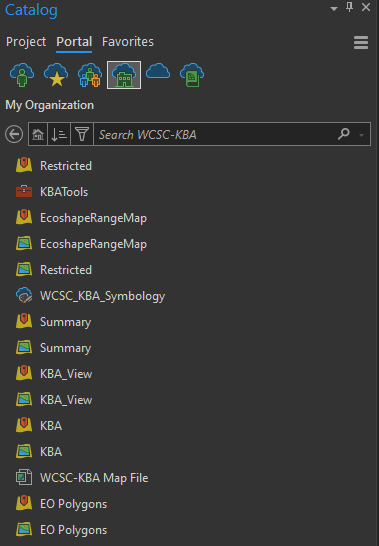 Catalog
Project Portal Favorites
My Organization
Search WCSC-KBA
Restricted
KBATools
EcoshapeRangeMap
EcoshapeRangeMap
Restricted
WCSC_KBA_Symbology
Summary
Summary
KBA_View
KBA_View
KBA
KBA
WCSC-KBA Map File
EO Polygons
EO Polygons